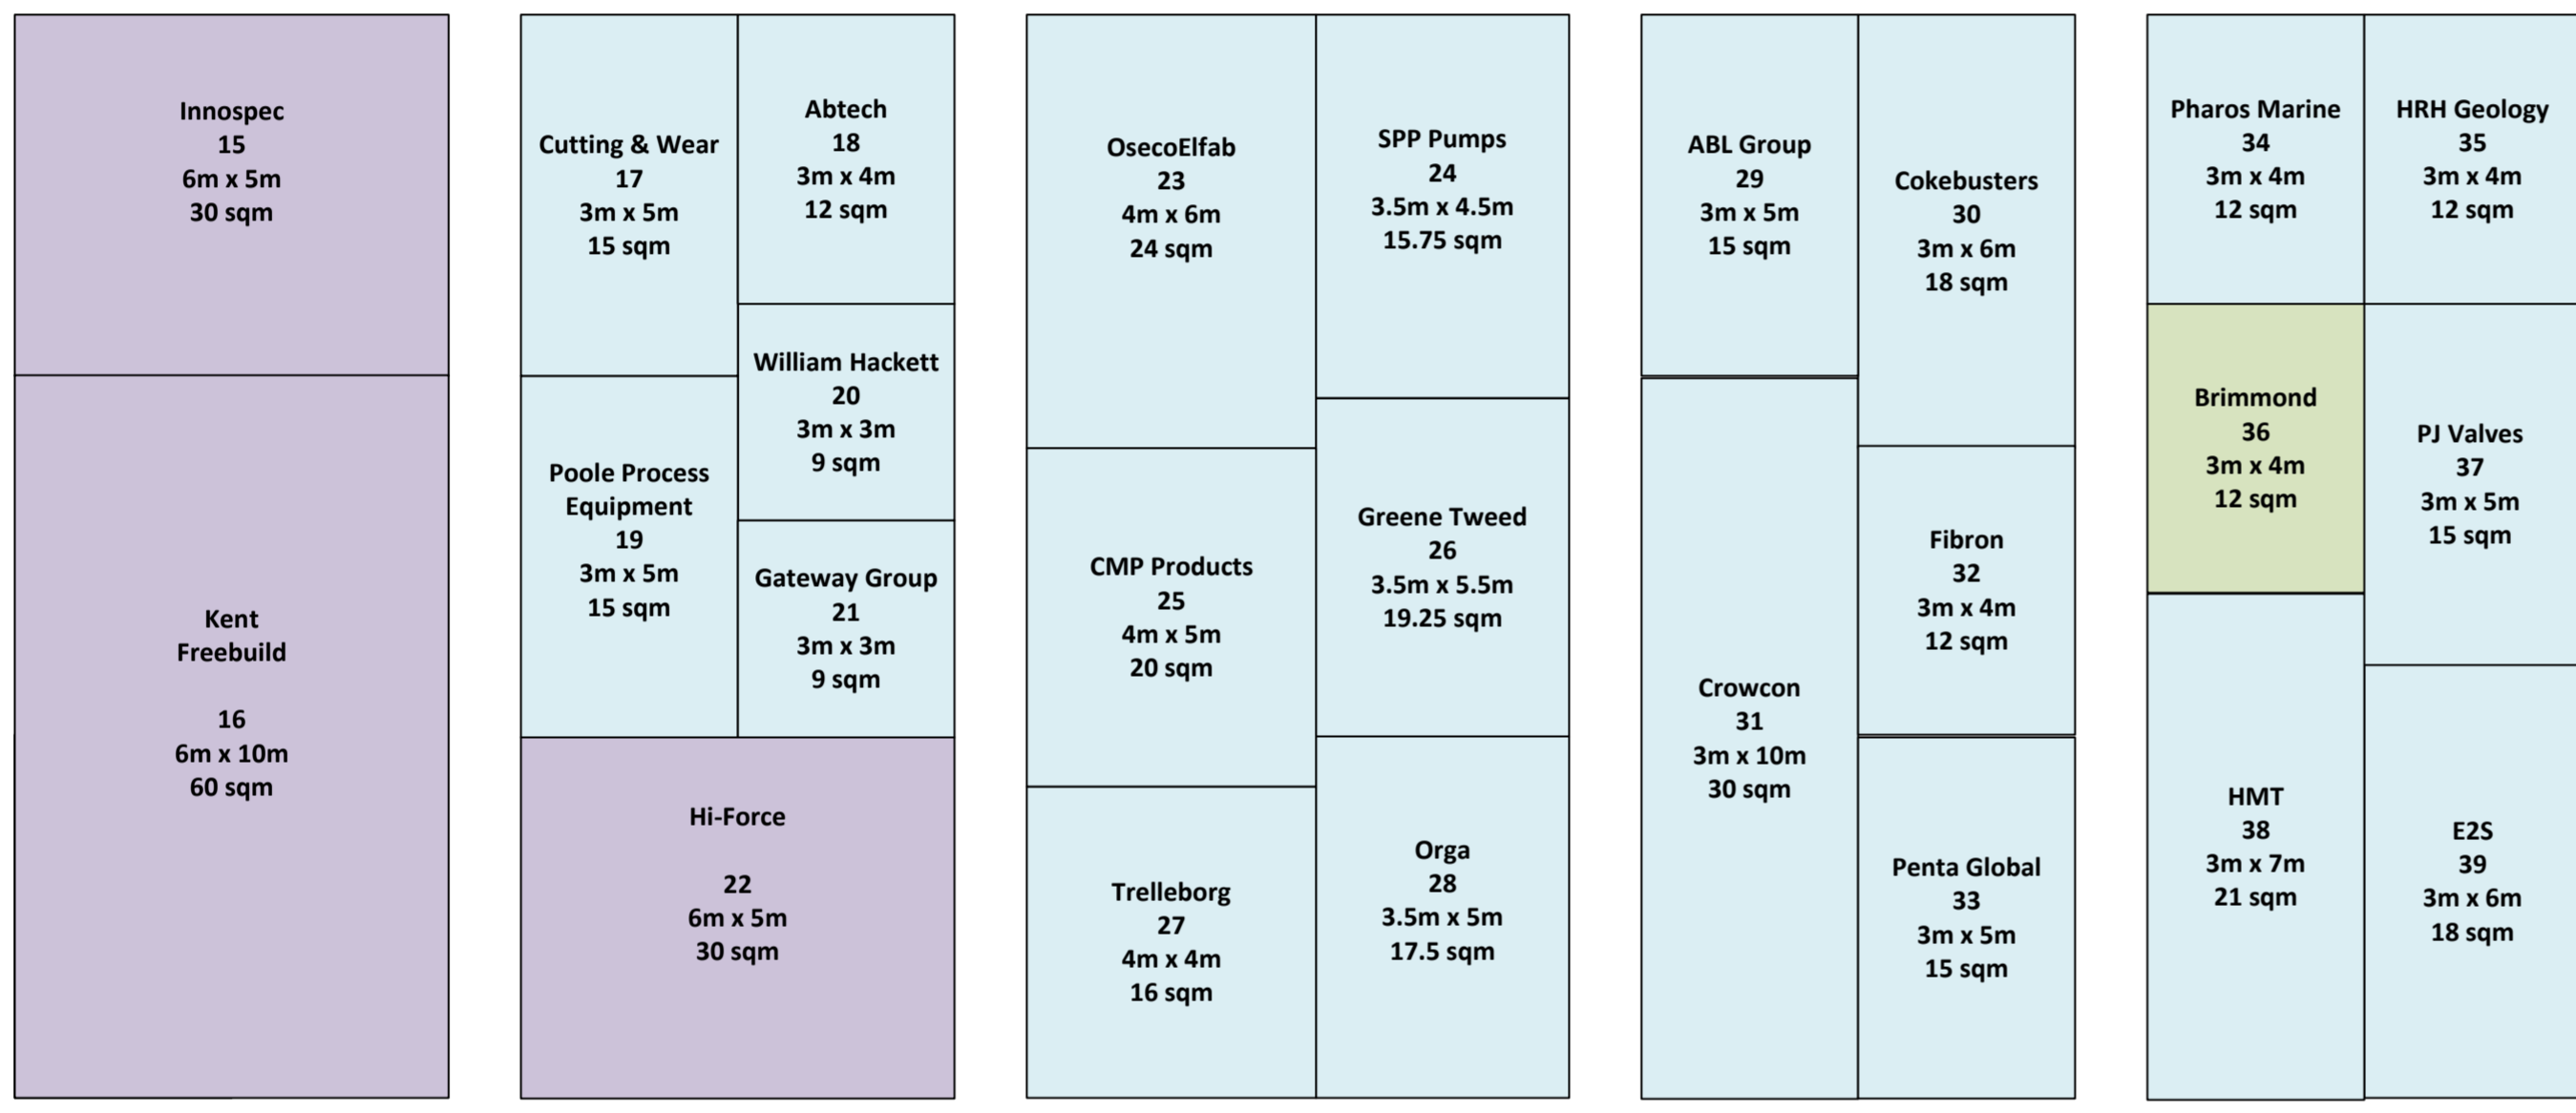 Innospec
15
6m x 5m
30 sqm
Kent
Freebuild
16
6m x 10m
60 sqm
Cutting & Wear
17
3m x 5m
15 sqm
Abtech
18
3m x 4m
12 sqm
Poole Process
Equipment
19
3m x 5m
15 sqm
William Hackett
20
3m x 3m
9 sqm
Gateway Group
21
3m x 3m
9 sqm
Hi-Force
22
6m x 5m
30 sqm
OsecoElfab
23
4m x 6m
24 sqm
SPP Pumps
24
3.5m x 4.5m
15.75 sqm
CMP Products
25
4m x 5m
20 sqm
Greene Tweed
26
3.5m x 5.5m
19.25 sqm
Trelleborg
27
4m x 4m
16 sqm
Orga
28
3.5m x 5m
17.5 sqm
ABL Group
29
3m x 5m
15 sqm
Cokebusters
30
3m x 6m
18 sqm
Crowcon
31
3m x 10m
30 sqm
Fibron
32
3m x 4m
12 sqm
Penta Global
33
3m x 5m
15 sqm
Pharos Marine
34
3m x 4m
12 sqm
HRH Geology
35
3m x 4m
12 sqm
Brimmond
36
3m x 4m
12 sqm
PJ Valves
37
3m x 5m
15 sqm
HMT
38
3m x 7m
21 sqm
E2S
39
3m x 6m
18 sqm